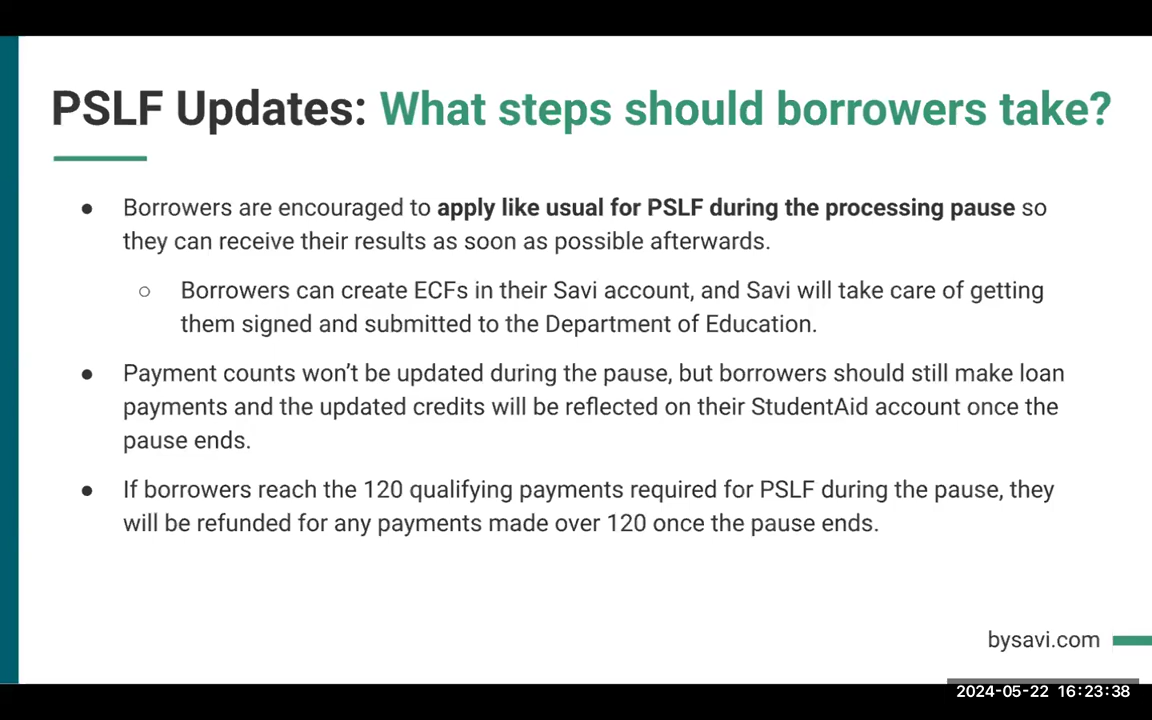 PSLF Updates: What steps should borrowers take?
● Borrowers are encouraged to apply like usual for PSLF during the processing pause so
they can receive their results as soon as possible afterwards.
○ Borrowers can create ECFs in their Savi account, and Savi will take care of getting
them signed and submitted to the Department of Education.
● Payment counts won’t be updated during the pause, but borrowers should still make loan
payments and the updated credits will be reflected on their StudentAid account once the
pause ends.
● If borrowers reach the 120 qualifying payments required for PSLF during the pause, they
will be refunded for any payments made over 120 once the pause ends.
bysavi.com
2024-05-22 16:23:38